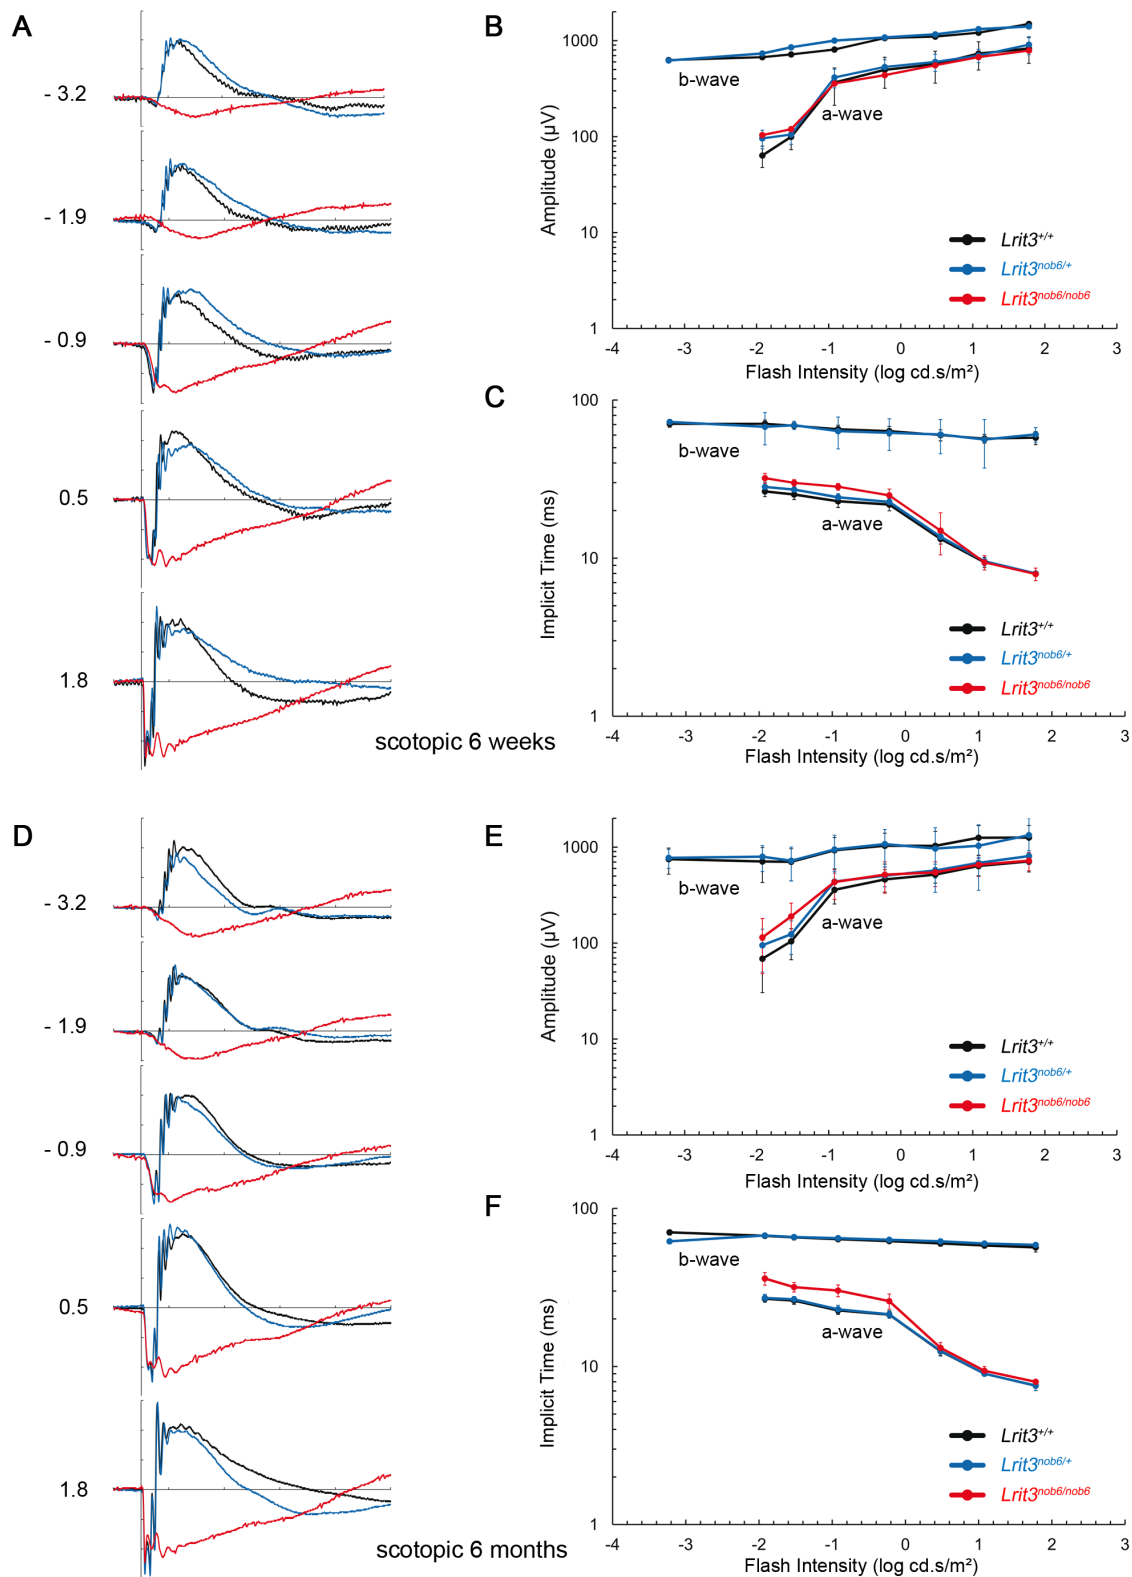 A
- 3.2
- 1.9
- 0.9
0.5
1.8
scotopic 6 weeks
B
Amplitude (µV)
1000
100
10
1
b-wave
a-wave
Lrit3+/+
Lrit3nob6/+
Lrit3nob6/nob6
-4 -3 -2 -1 0 1 2 3
Flash Intensity (log cd.s/m²)
C
Implicit Time (ms)
100
10
1
b-wave
a-wave
Lrit3+/+
Lrit3nob6/+
Lrit3nob6/nob6
-4 -3 -2 -1 0 1 2 3
Flash Intensity (log cd.s/m²)
D
- 3.2
- 1.9
- 0.9
0.5
1.8
scotopic 6 months
E
Amplitude (µV)
1000
100
10
1
b-wave
a-wave
Lrit3+/+
Lrit3nob6/+
Lrit3nob6/nob6
-4 -3 -2 -1 0 1 2 3
Flash Intensity (log cd.s/m²)
F
Implicit Time (ms)
100
10
1
b-wave
a-wave
Lrit3+/+
Lrit3nob6/+
Lrit3nob6/nob6
-4 -3 -2 -1 0 1 2 3
Flash Intensity (log cd.s/m²)